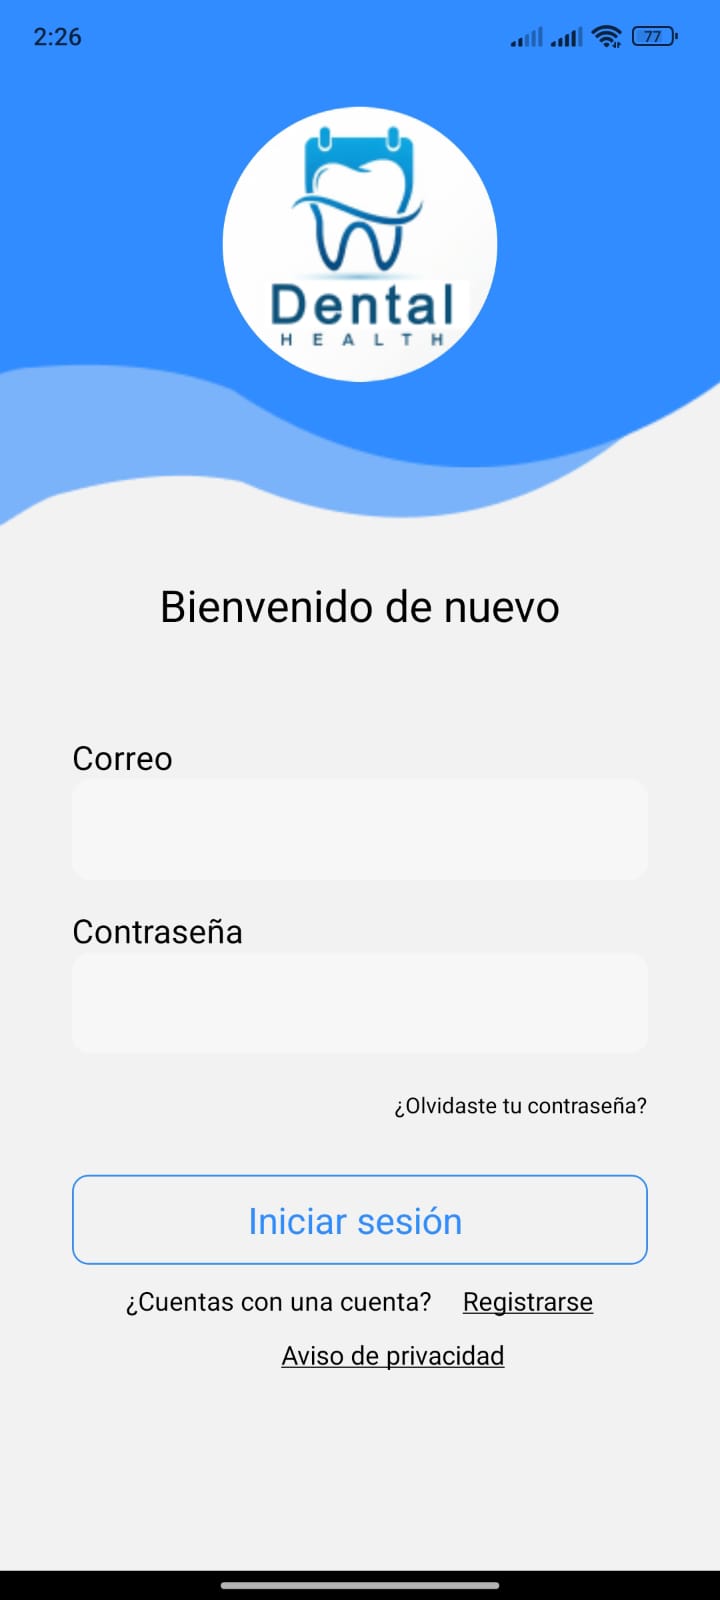 2:26
77
Dental
HEALTH
Bienvenido de nuevo
Correo
Contraseña
¿Olvidaste tu contraseña?
Iniciar sesión
¿Cuentas con una cuenta? Registrarse
Aviso de privacidad